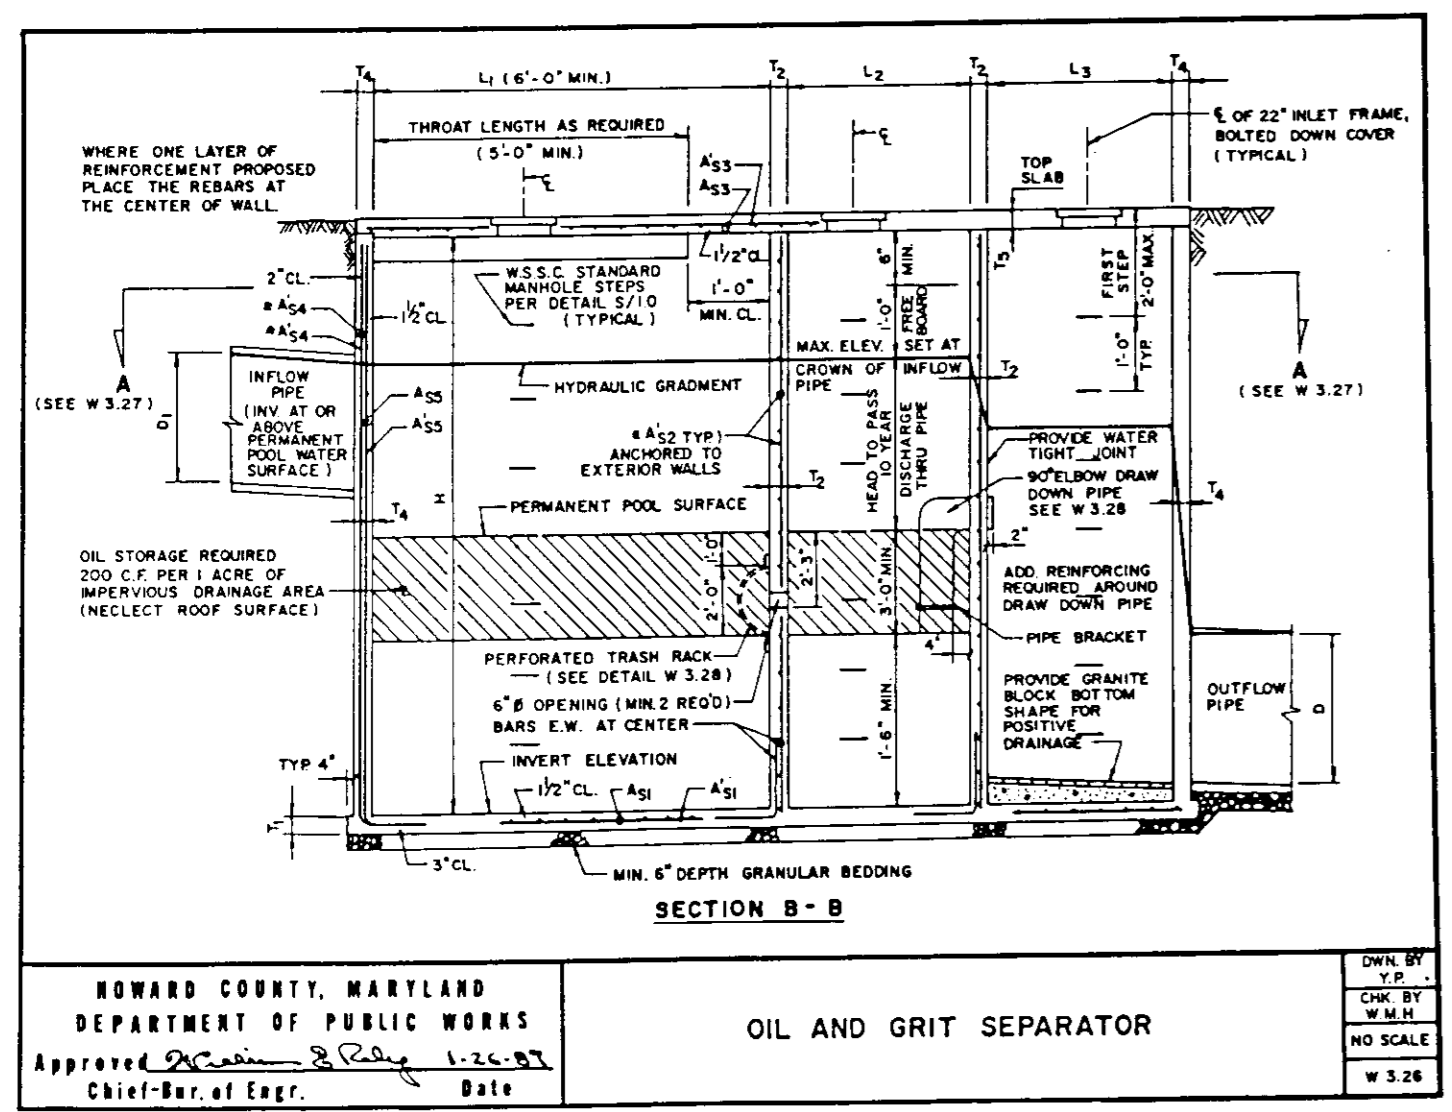 T4
L1 (6'-0" MIN.)
T2
L2
T2
L3
T4
THROAT LENGTH AS REQUIRED
(5'-0" MIN.)
℄
℄
℄ OF 22" INLET FRAME,
BOLTED DOWN COVER
(TYPICAL)
WHERE ONE LAYER OF
REINFORCEMENT PROPOSED
PLACE THE REBARS AT
THE CENTER OF WALL.
A'S3
AS3
TOP
SLAB
2" CL.
A'S4
A'S4
1 1/2" CL.
W.S.S.C. STANDARD
MANHOLE STEPS
PER DETAIL S/1.0
(TYPICAL)
1 1/2" CL
1'-0"
MIN. CL.
6" MIN.
1'-0" FREE
BOARD
T5
FIRST
STEP
2'-0" MAX.
1'-0"
TYP.
A
(SEE W 3.27)
A
(SEE W 3.27)
MAX. ELEV. SET AT
CROWN OF INFLOW
PIPE
T2
HYDRAULIC GRADMENT
INFLOW
PIPE
(INV. AT OR
ABOVE
PERMANENT
POOL WATER
SURFACE)
D1
AS5
A'S5
A'S2 TYP.)
ANCHORED TO
EXTERIOR WALLS
HEAD TO PASS
10 YEAR
DISCHARGE
THRU PIPE
PROVIDE WATER
TIGHT JOINT
90° ELBOW DRAW
DOWN PIPE
SEE W 3.28
T2
T4
H
T4
PERMANENT POOL SURFACE
2"
OIL STORAGE REQUIRED
200 C.F. PER 1 ACRE OF
IMPERVIOUS DRAINAGE AREA
(NECLECT ROOF SURFACE)
1'-0"
2'-0"
2'-3"
3'-0" MIN.
ADD. REINFORCING
REQUIRED AROUND
DRAW DOWN PIPE
PIPE BRACKET
4"
PERFORATED TRASH RACK
(SEE DETAIL W 3.28)
6" Ø OPENING (MIN. 2 REQ'D)
BARS E.W. AT CENTER
1'-6" MIN.
PROVIDE GRANITE
BLOCK BOTTOM
SHAPE FOR
POSITIVE
DRAINAGE
OUTFLOW
PIPE
D
TYP. 4"
INVERT ELEVATION
1 1/2" CL.
AS1
A'S1
T1
3" CL.
MIN. 6" DEPTH GRANULAR BEDDING
SECTION B-B
HOWARD COUNTY, MARYLAND
DEPARTMENT OF PUBLIC WORKS
Approved 1-26-87
Chief-Bur. of Engr. Date
OIL AND GRIT SEPARATOR
DWN. BY
Y.P.
CHK. BY
W.M.H
NO SCALE
W 3.26